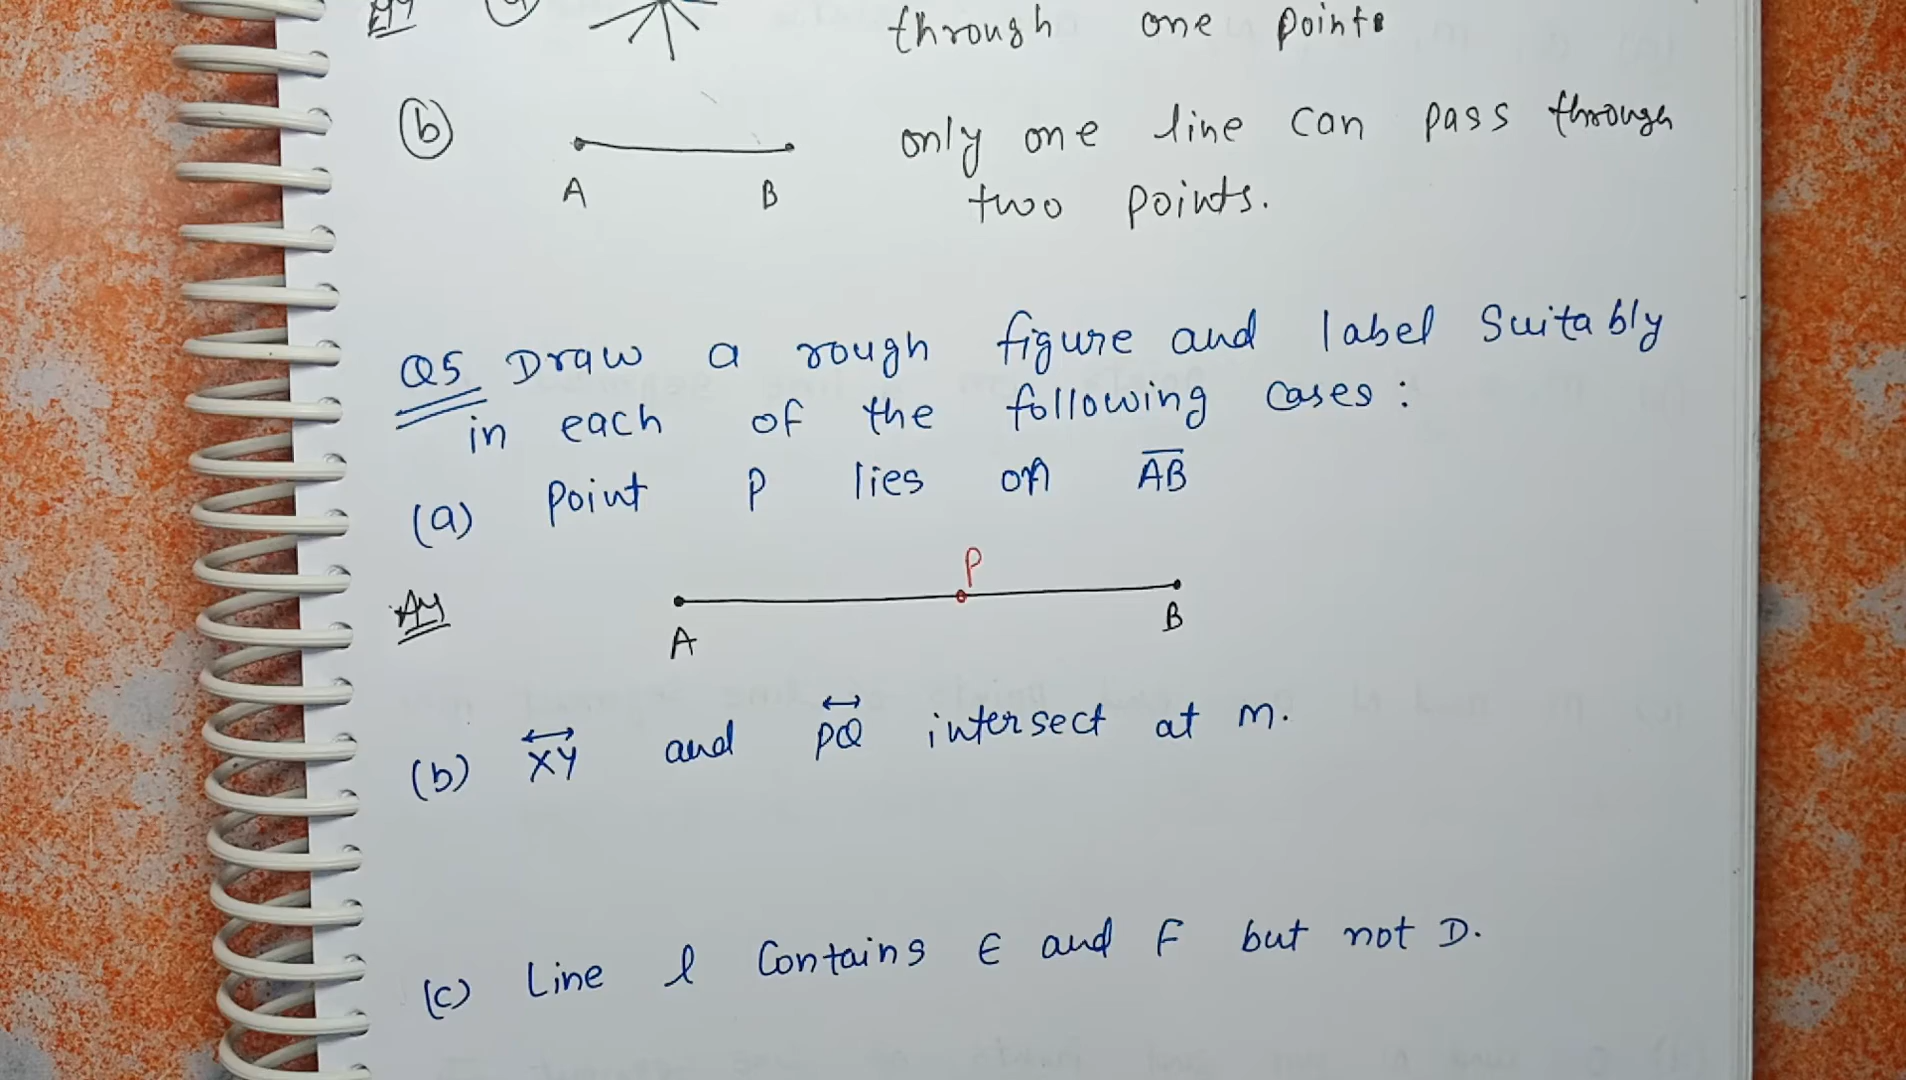 through one point
b
A B
only one line can pass through
two points.
Q5 Draw a rough figure and label Suitably
in each of the following cases:
(a) Point P lies on AB
P
A B
(b) XY and PQ intersect at m.
(c) Line l Contains E and F but not D.